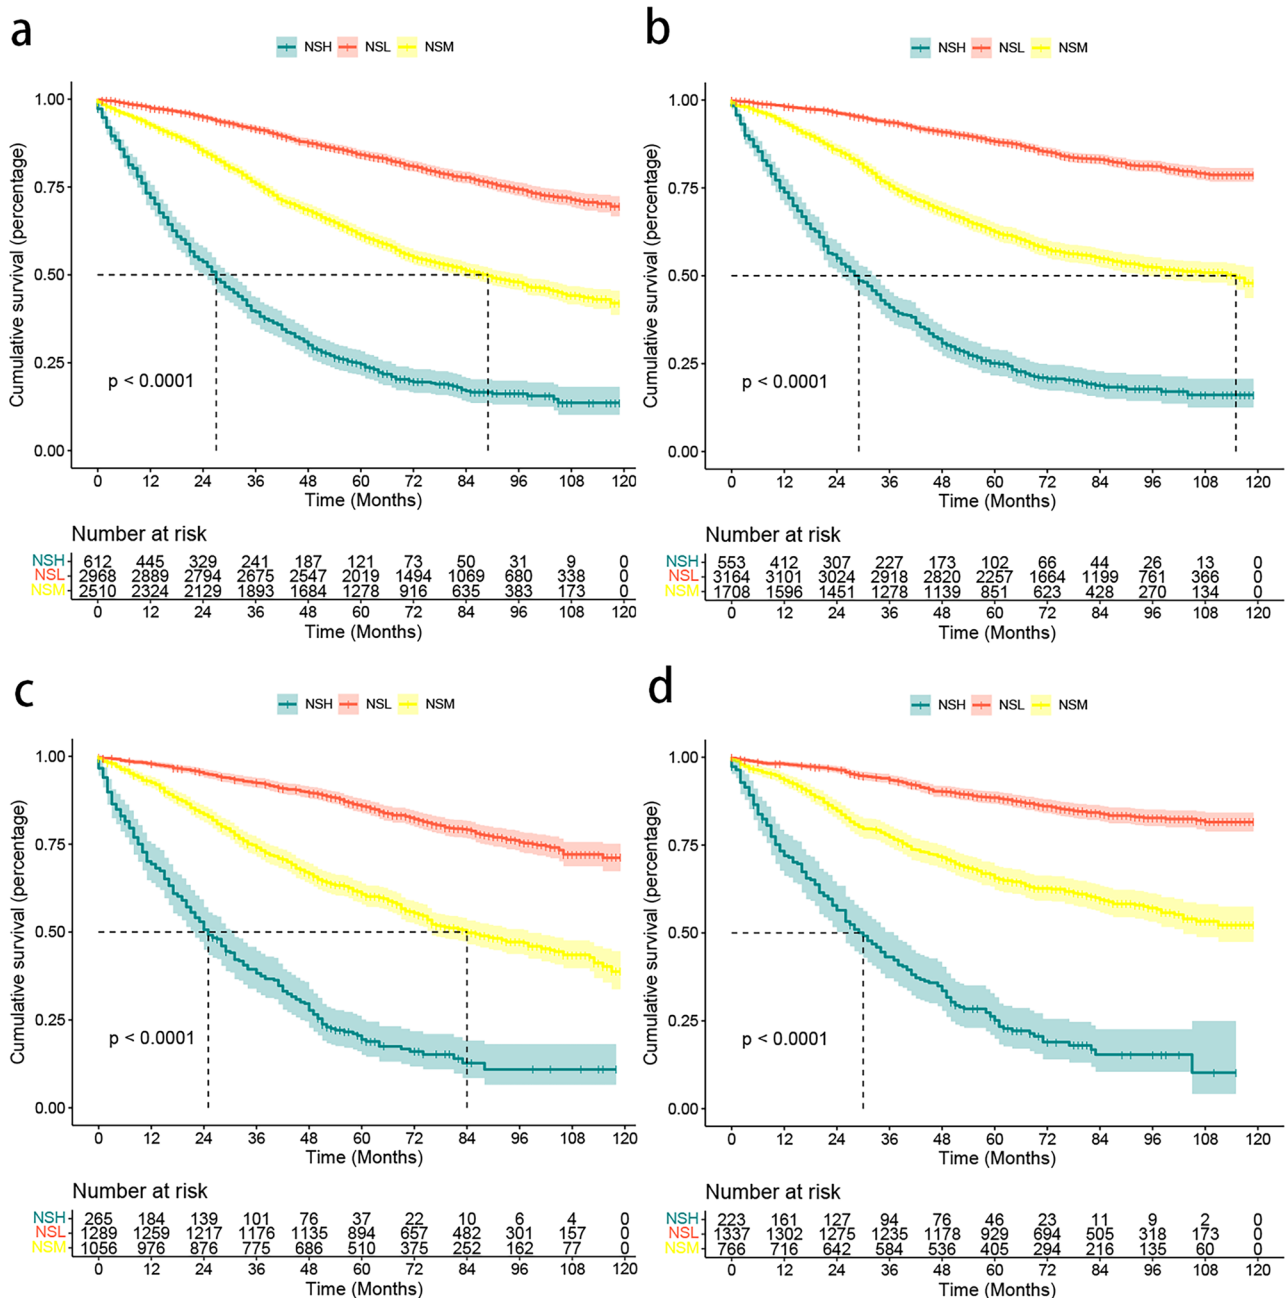 a
NSH NSL NSM
Cumulative survival (percentage)
1.00
0.75
0.50
0.25
0.00
p < 0.0001
0 12 24 36 48 60 72 84 96 108 120
Time (Months)
Number at risk
NSH 612 445 329 241 187 121 73 50 31 9 0
NSL 2968 2889 2794 2675 2547 2019 1494 1069 680 338 0
NSM 2510 2324 2129 1893 1684 1278 916 635 383 173 0
0 12 24 36 48 60 72 84 96 108 120
Time (Months)
b
NSH NSL NSM
Cumulative survival (percentage)
1.00
0.75
0.50
0.25
0.00
p < 0.0001
0 12 24 36 48 60 72 84 96 108 120
Time (Months)
Number at risk
NSH 553 412 307 227 173 102 66 44 26 13 0
NSL 3164 3101 3024 2918 2820 2257 1664 1199 761 366 0
NSM 1708 1596 1451 1278 1139 851 623 428 270 134 0
0 12 24 36 48 60 72 84 96 108 120
Time (Months)
c
NSH NSL NSM
Cumulative survival (percentage)
1.00
0.75
0.50
0.25
0.00
p < 0.0001
0 12 24 36 48 60 72 84 96 108 120
Time (Months)
Number at risk
NSH 265 184 139 101 76 37 22 10 6 4 0
NSL 1289 1259 1217 1176 1135 894 657 482 301 157 0
NSM 1056 976 876 775 686 510 375 252 162 77 0
0 12 24 36 48 60 72 84 96 108 120
Time (Months)
d
NSH NSL NSM
Cumulative survival (percentage)
1.00
0.75
0.50
0.25
0.00
p < 0.0001
0 12 24 36 48 60 72 84 96 108 120
Time (Months)
Number at risk
NSH 223 161 127 94 76 46 23 11 9 2 0
NSL 1337 1302 1275 1235 1178 929 694 505 318 173 0
NSM 766 716 642 584 536 405 294 216 135 60 0
0 12 24 36 48 60 72 84 96 108 120
Time (Months)